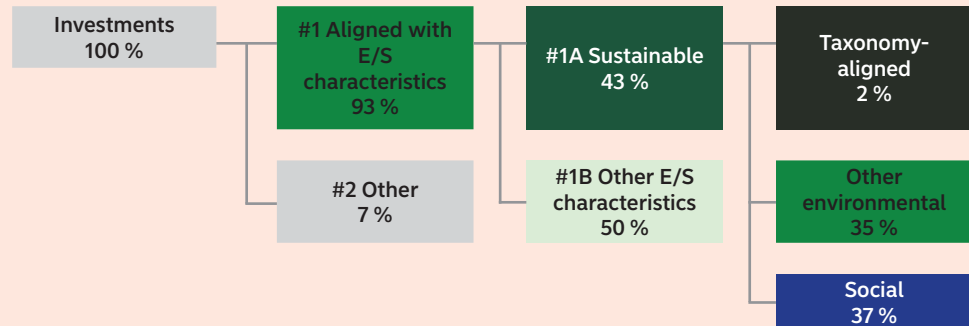 Investments
100 %
#1 Aligned with
E/S
characteristics
93 %
#2 Other
7 %
#1A Sustainable
43 %
#1B Other E/S
characteristics
50 %
Taxonomy-
aligned
2 %
Other
environmental
35 %
Social
37 %